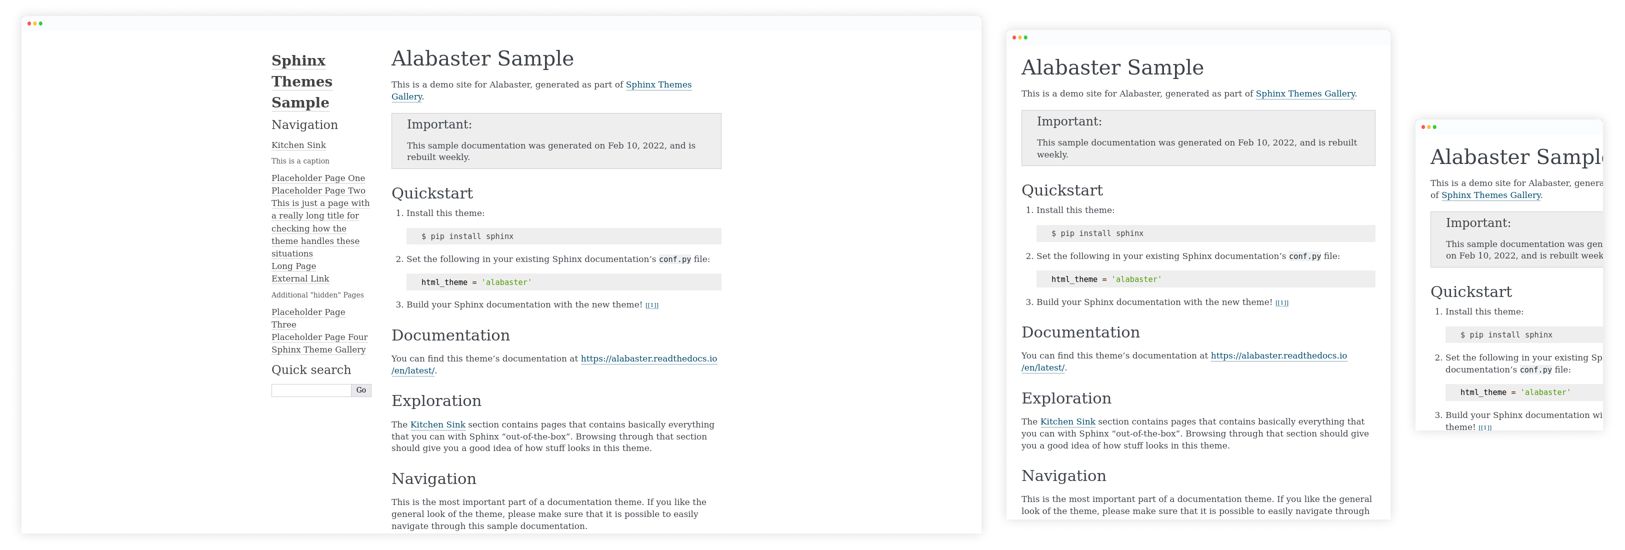 Sphinx
Themes
Sample
Navigation
Kitchen Sink
This is a caption
Placeholder Page One
Placeholder Page Two
This is just a page with
a really long title for
checking how the
theme handles these
situations
Long Page
External Link
Additional "hidden" Pages
Placeholder Page
Three
Placeholder Page Four
Sphinx Theme Gallery
Quick search
Go
Alabaster Sample
This is a demo site for Alabaster, generated as part of Sphinx Themes
Gallery.
Important:
This sample documentation was generated on Feb 10, 2022, and is
rebuilt weekly.
Quickstart
1. Install this theme:
$ pip install sphinx
2. Set the following in your existing Sphinx documentation’s conf.py file:
html_theme = 'alabaster'
3. Build your Sphinx documentation with the new theme! [[1]]
Documentation
You can find this theme’s documentation at https://alabaster.readthedocs.io
/en/latest/.
Exploration
The Kitchen Sink section contains pages that contains basically everything
that you can with Sphinx “out-of-the-box”. Browsing through that section
should give you a good idea of how stuff looks in this theme.
Navigation
This is the most important part of a documentation theme. If you like the
general look of the theme, please make sure that it is possible to easily
navigate through this sample documentation.
Alabaster Sample
This is a demo site for Alabaster, generated as part of Sphinx Themes Gallery.
Important:
This sample documentation was generated on Feb 10, 2022, and is rebuilt
weekly.
Quickstart
1. Install this theme:
$ pip install sphinx
2. Set the following in your existing Sphinx documentation’s conf.py file:
html_theme = 'alabaster'
3. Build your Sphinx documentation with the new theme! [[1]]
Documentation
You can find this theme’s documentation at https://alabaster.readthedocs.io
/en/latest/.
Exploration
The Kitchen Sink section contains pages that contains basically everything that
you can with Sphinx “out-of-the-box”. Browsing through that section should give
you a good idea of how stuff looks in this theme.
Navigation
This is the most important part of a documentation theme. If you like the general
look of the theme, please make sure that it is possible to easily navigate through
Alabaster Sample
This is a demo site for Alabaster, genera
of Sphinx Themes Gallery.
Important:
This sample documentation was gen
on Feb 10, 2022, and is rebuilt week
Quickstart
1. Install this theme:
$ pip install sphinx
2. Set the following in your existing Sp
documentation’s conf.py file:
html_theme = 'alabaster'
3. Build your Sphinx documentation wi
theme! [[1]]